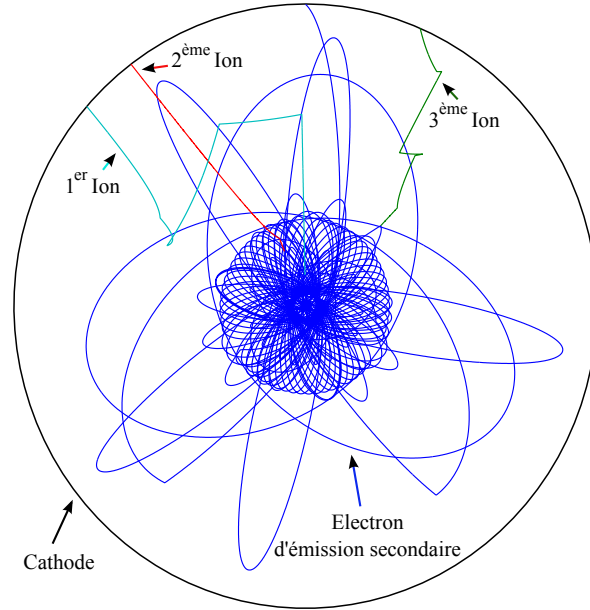 2ème Ion
3ème Ion
1er Ion
Electron
d'émission secondaire
Cathode